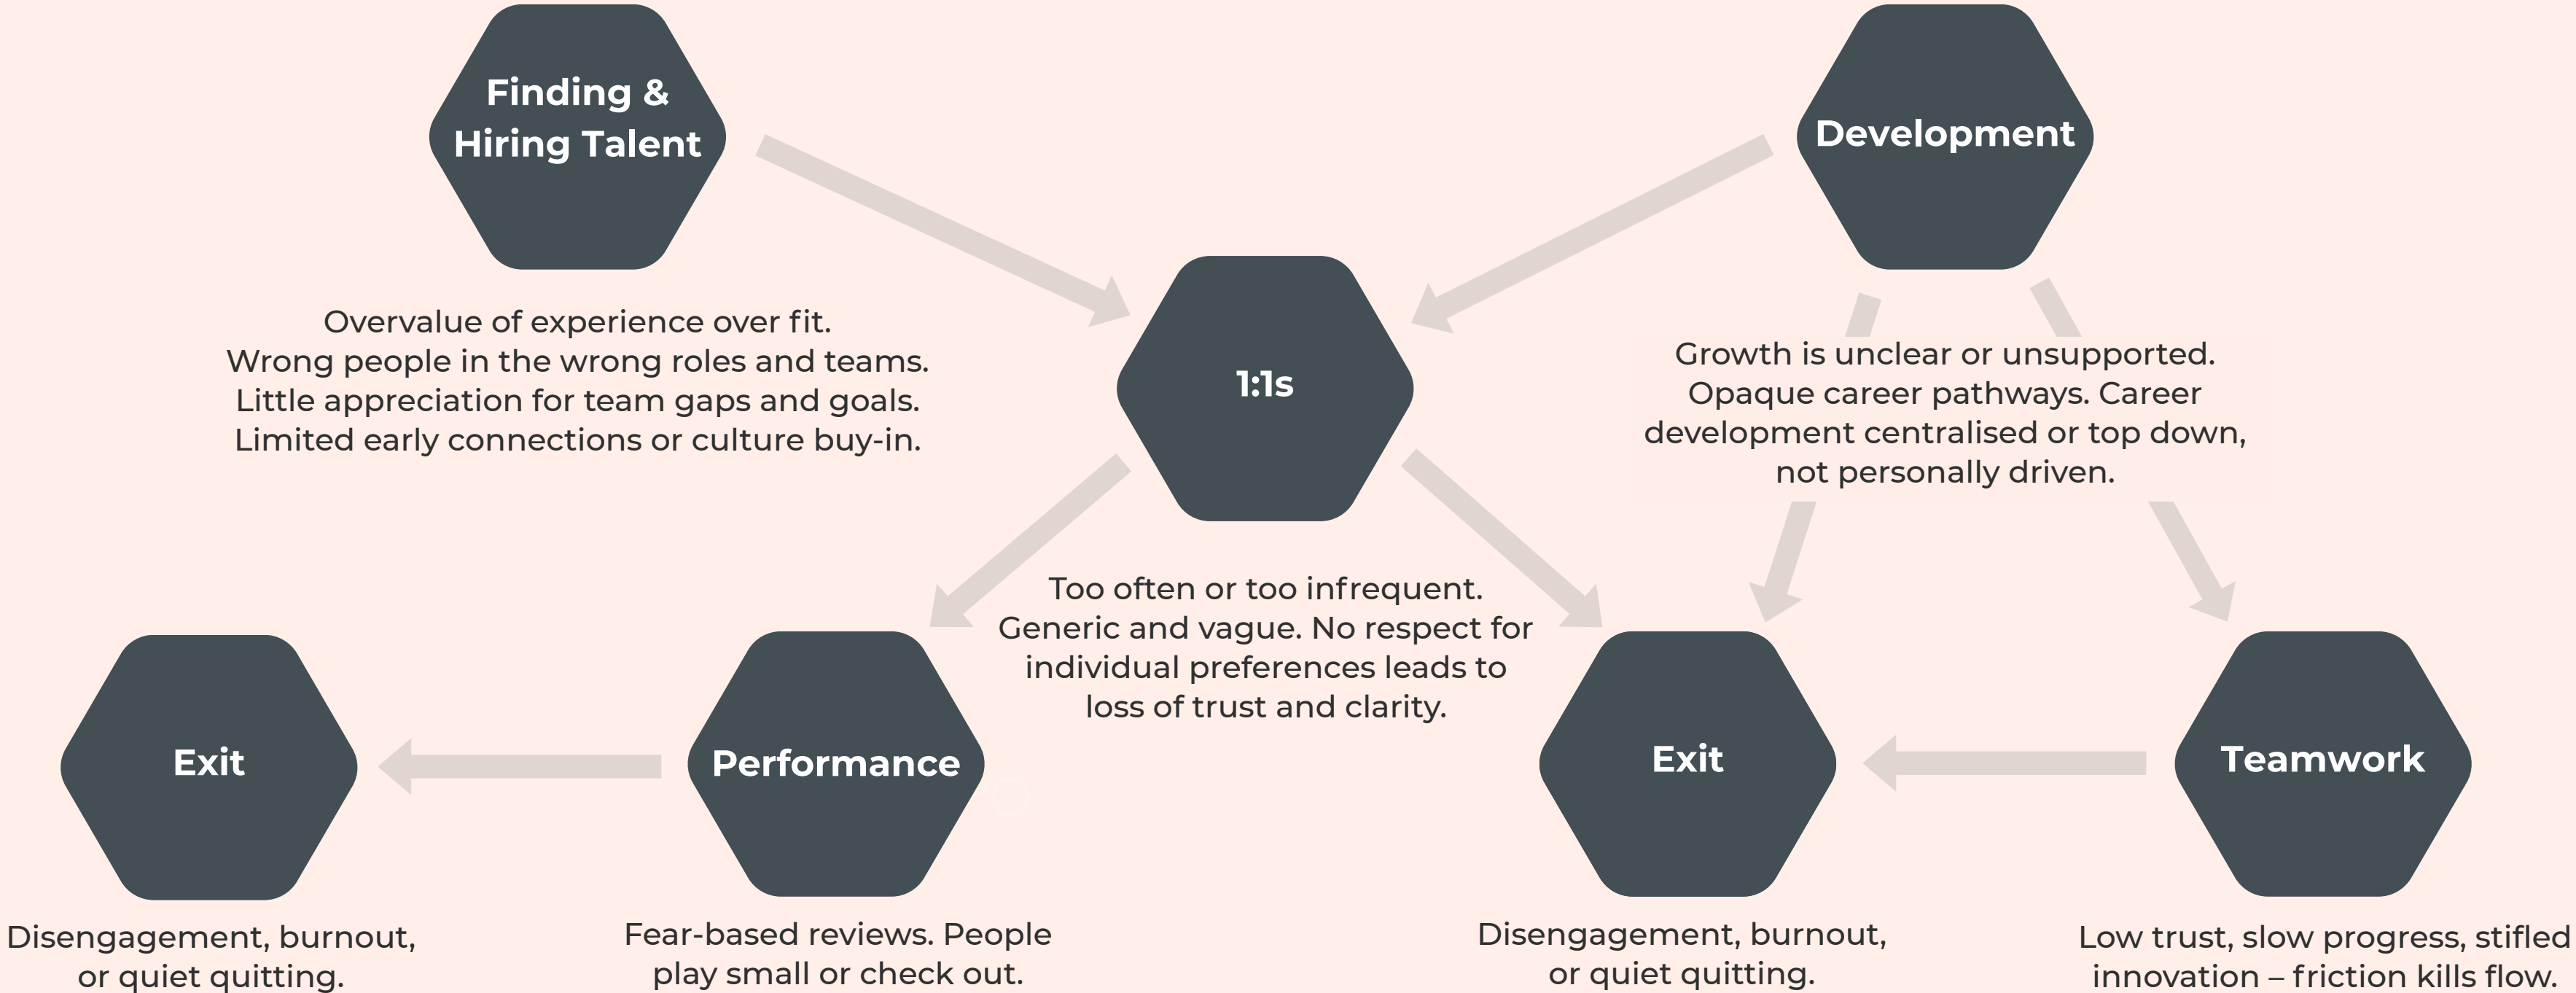 Finding &
Hiring Talent
Overvalue of experience over fit.
Wrong people in the wrong roles and teams.
Little appreciation for team gaps and goals.
Limited early connections or culture buy-in.
Development
Growth is unclear or unsupported.
Opaque career pathways. Career
development centralised or top down,
not personally driven.
1:1s
Too often or too infrequent.
Generic and vague. No respect for
individual preferences leads to
loss of trust and clarity.
Exit
Disengagement, burnout,
or quiet quitting.
Performance
Fear-based reviews. People
play small or check out.
Exit
Disengagement, burnout,
or quiet quitting.
Teamwork
Low trust, slow progress, stifled
innovation – friction kills flow.